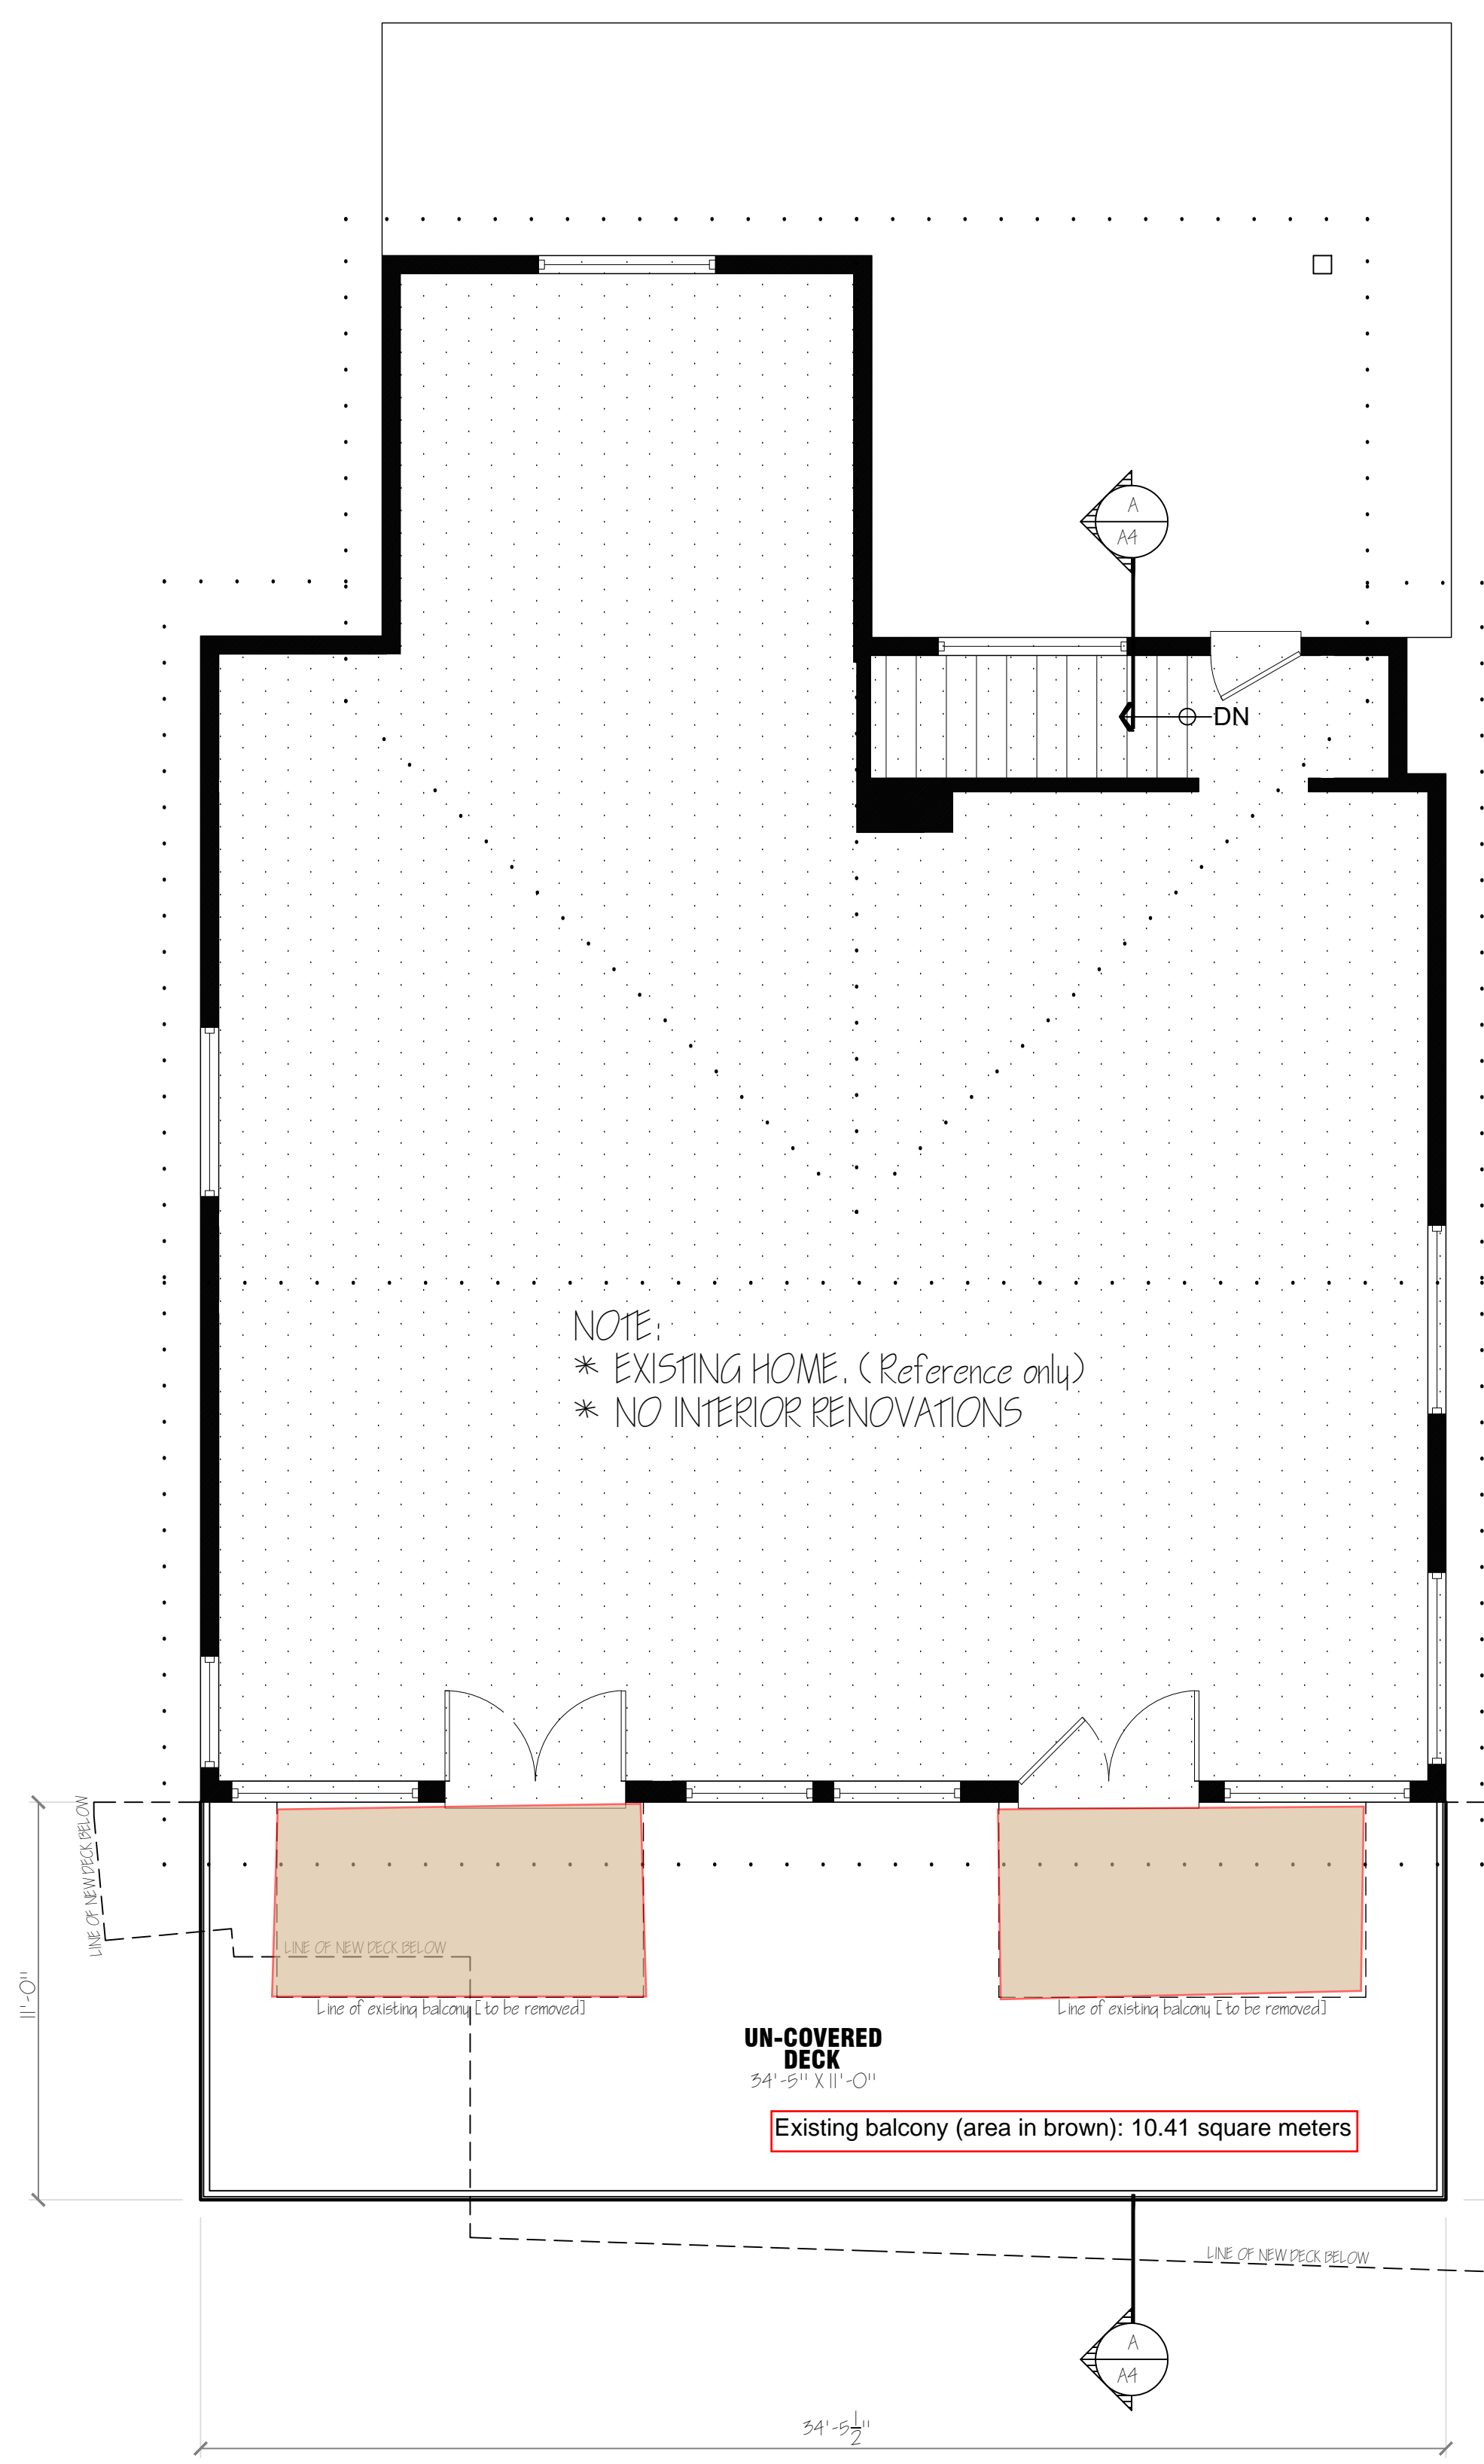 A
A4
DN
NOTE:
* EXISTING HOME. (Reference only)
* NO INTERIOR RENOVATIONS
LINE OF NEW DECK BELOW
LINE OF NEW DECK BELOW
11'-0"
Line of existing balcony [to be removed]
Line of existing balcony [to be removed]
UN-COVERED
DECK
34'-5" X 11'-0"
Existing balcony (area in brown): 10.41 square meters
LINE OF NEW DECK BELOW
A
A4
34'-5½"